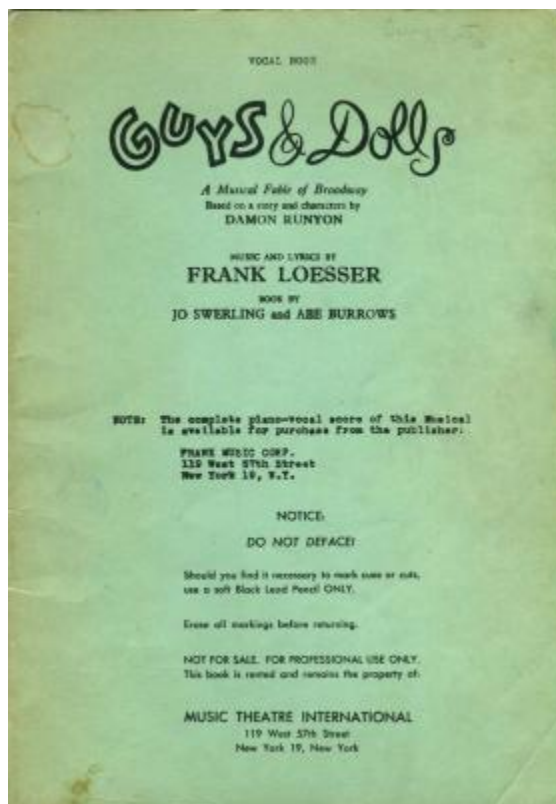 VOCAL BOOK
GUYS & Dolls
A Musical Fable of Broadway
Based on a story and characters by
DAMON RUNYON
MUSIC AND LYRICS BY
FRANK LOESSER
BOOK BY
JO SWERLING and ABE BURROWS
NOTE: The complete piano-vocal score of this Musical
is available for purchase from the publisher:
FRANK MUSIC CORP.
119 West 57th Street
New York 19, N.Y.
NOTICE:
DO NOT DEFACE!
Should you find it necessary to mark cues or cuts,
use a soft Black Lead Pencil ONLY.
Erase all markings before returning.
NOT FOR SALE. FOR PROFESSIONAL USE ONLY.
This book is rented and remains the property of:
MUSIC THEATRE INTERNATIONAL
119 West 57th Street
New York 19, New York